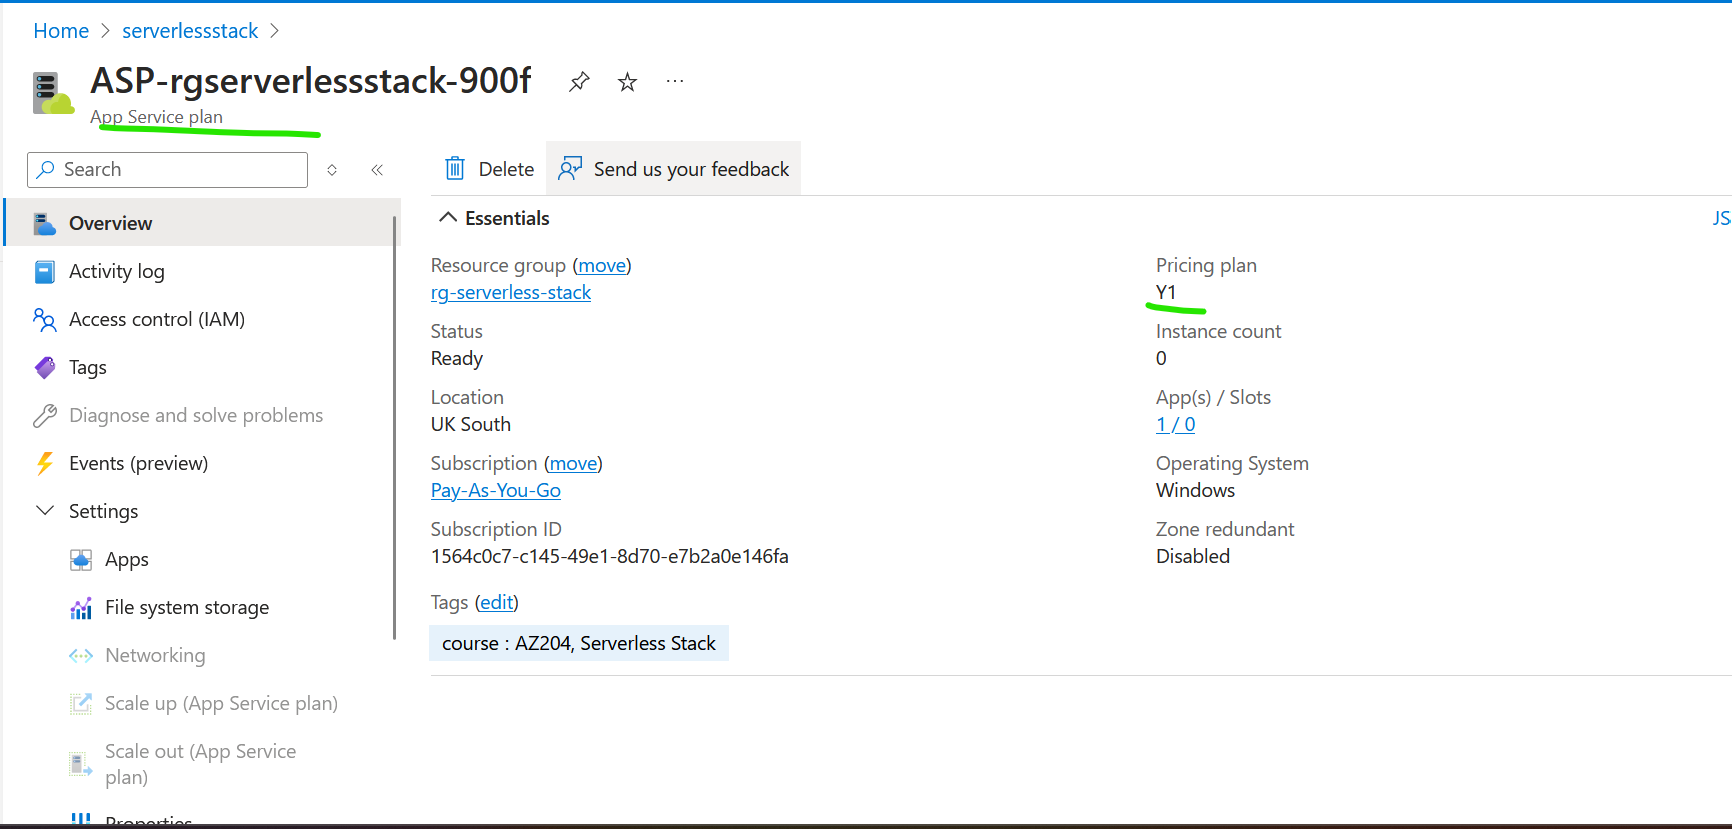 Home > serverlessstack >
ASP-rgserverlessstack-900f
App Service plan
Search
Overview
Activity log
Access control (IAM)
Tags
Diagnose and solve problems
Events (preview)
Settings
Apps
File system storage
Networking
Scale up (App Service plan)
Scale out (App Service
plan)
Properties
Delete
Send us your feedback
Essentials
JS
Resource group (move)
rg-serverless-stack
Status
Ready
Location
UK South
Subscription (move)
Pay-As-You-Go
Subscription ID
1564c0c7-c145-49e1-8d70-e7b2a0e146fa
Tags (edit)
course : AZ204, Serverless Stack
Pricing plan
Y1
Instance count
0
App(s) / Slots
1 / 0
Operating System
Windows
Zone redundant
Disabled